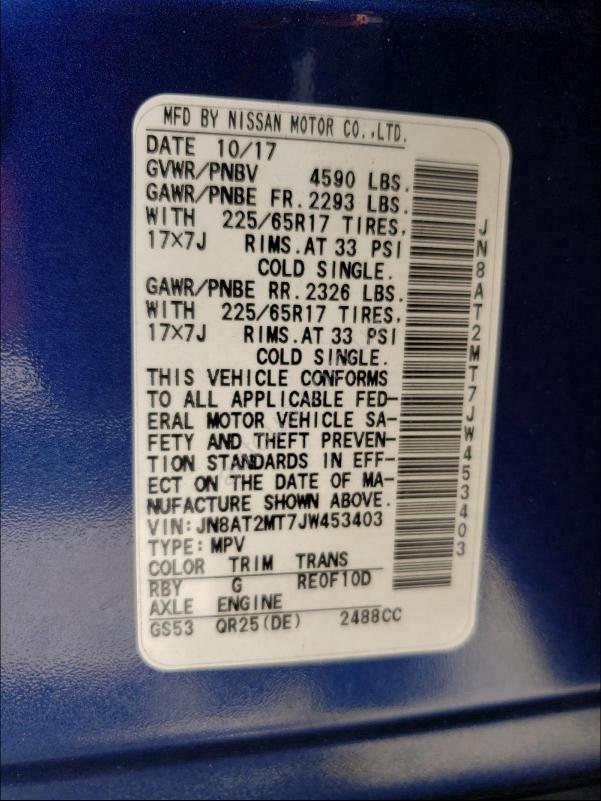 MFD BY NISSAN MOTOR CO.,LTD.
DATE 10/17
GVWR/PNBV 4590 LBS.
GAWR/PNBE FR. 2293 LBS.
WITH 225/65R17 TIRES,
17X7J RIMS.AT 33 PSI
COLD SINGLE.
GAWR/PNBE RR. 2326 LBS.
WITH 225/65R17 TIRES,
17X7J RIMS.AT 33 PSI
COLD SINGLE.
THIS VEHICLE CONFORMS
TO ALL APPLICABLE FED-
ERAL MOTOR VEHICLE SA-
FETY AND THEFT PREVEN-
TION STANDARDS IN EFF-
ECT ON THE DATE OF MA-
NUFACTURE SHOWN ABOVE.
VIN: JN8AT2MT7JW453403
TYPE: MPV
COLOR TRIM TRANS
RBY G RE0F10D
AXLE ENGINE
GS53 QR25(DE) 2488CC
JN8AT2MT7JW453403